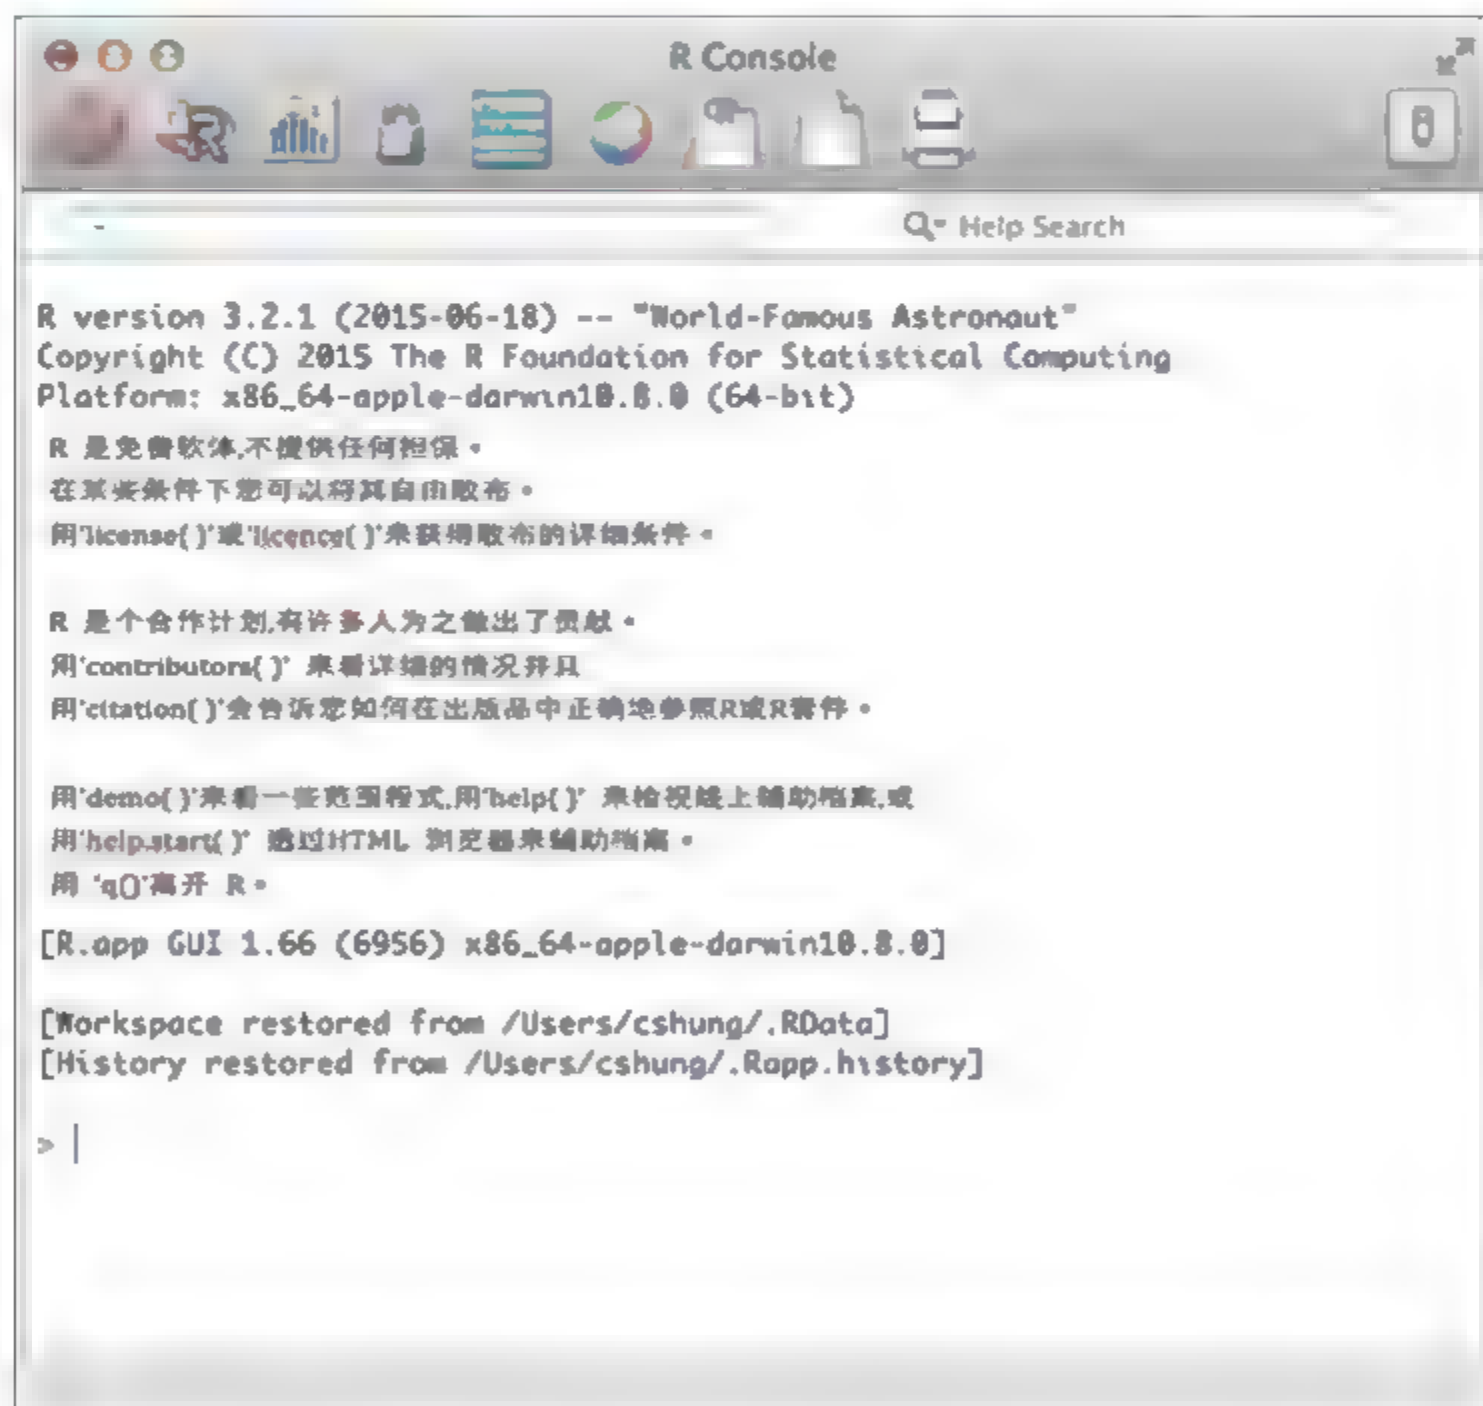 R Console
Help Search
R version 3.2.1 (2015-06-18) -- "World-Famous Astronaut"
Copyright (C) 2015 The R Foundation for Statistical Computing
Platform: x86_64-apple-darwin10.8.0 (64-bit)
R 是免费软体,不提供任何担保。
在某些条件下您可以将其自由散布。
用'license( )'或'licence( )'来获得散布的详细条件。
R 是个合作计划,有许多人为之做出了贡献。
用'contributors( )' 来看详细的情况并且
用'citation( )'会告诉您如何在出版品中正确地参照R或R套件。
用'demo( )'来看一些范围程式,用'help( )' 来检视线上辅助档案,或
用'help.start( )' 透过HTML 浏览器来辅助档案。
用 'q()'离开 R。
[R.app GUI 1.66 (6956) x86_64-apple-darwin10.8.0]
[Workspace restored from /Users/cshung/.RData]
[History restored from /Users/cshung/.Rapp.history]
>